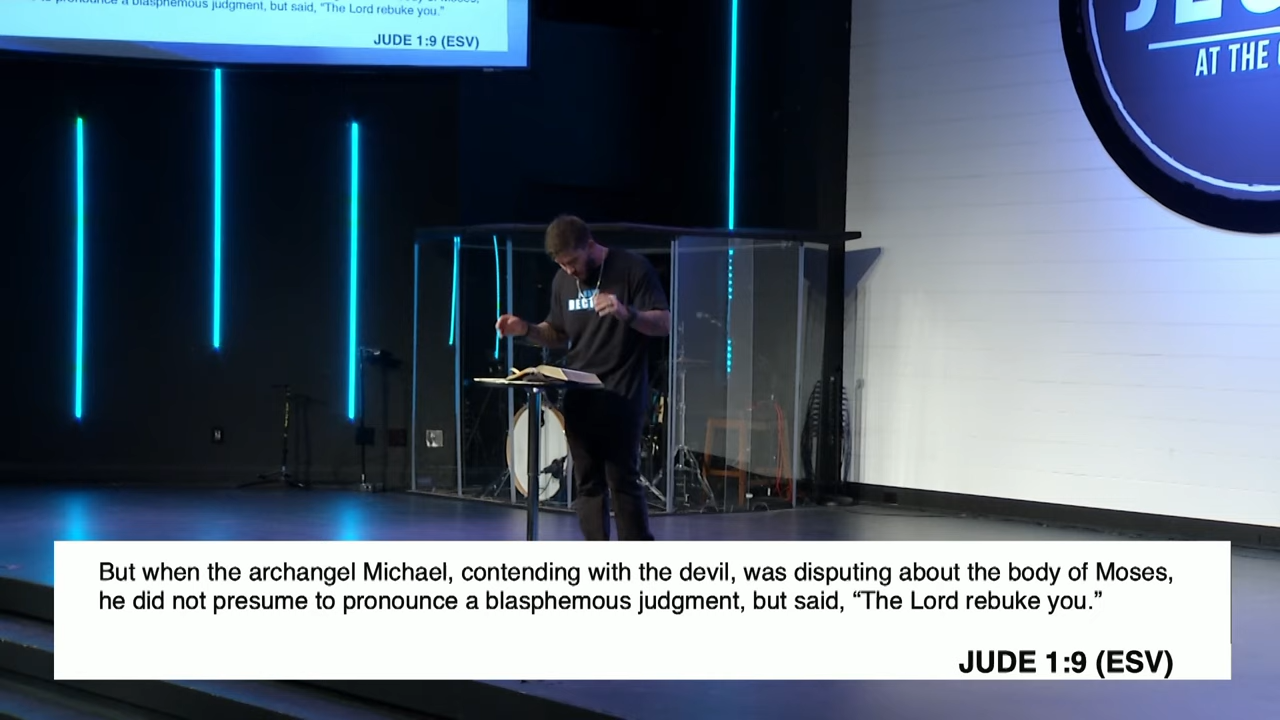 to pronounce a blasphemous judgment, but said, “The Lord rebuke you.”
JUDE 1:9 (ESV)
AT THE
But when the archangel Michael, contending with the devil, was disputing about the body of Moses,
he did not presume to pronounce a blasphemous judgment, but said, “The Lord rebuke you.”
JUDE 1:9 (ESV)